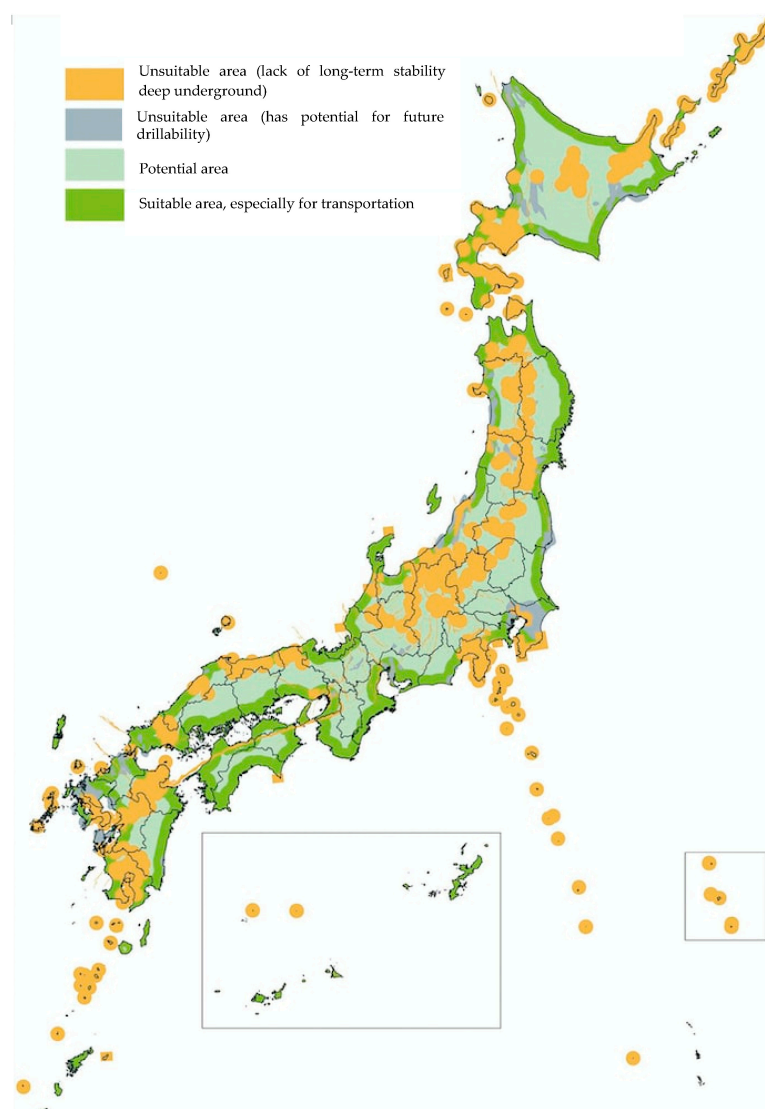 Unsuitable area (lack of long-term stability
deep underground)
Unsuitable area (has potential for future
drillability)
Potential area
Suitable area, especially for transportation